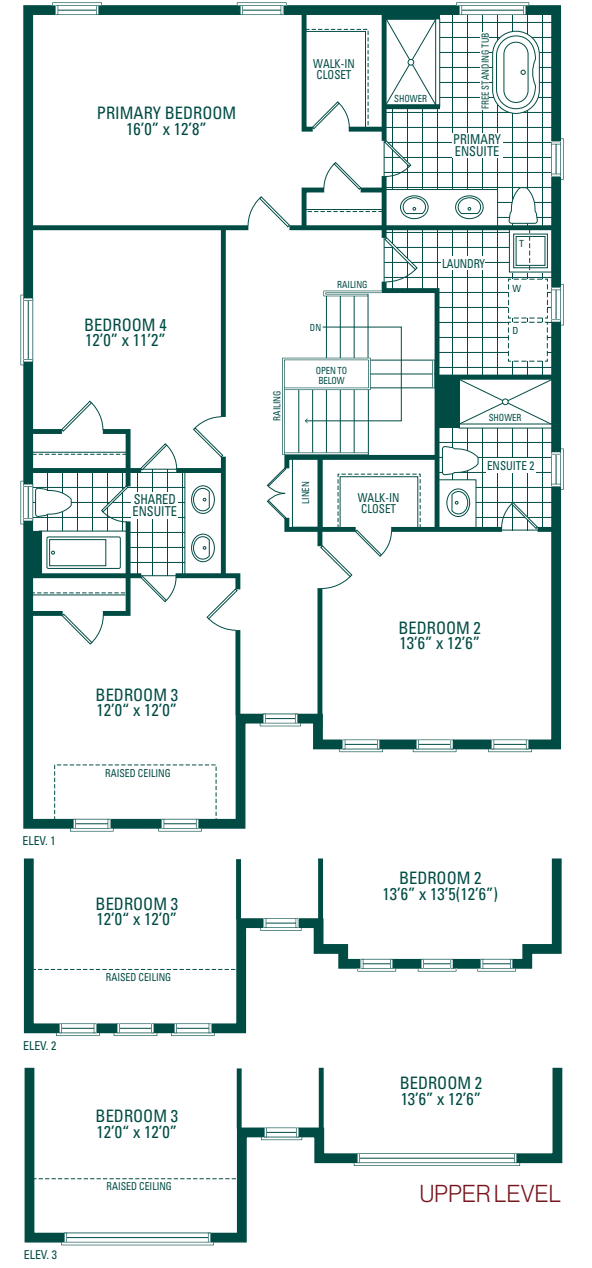 WALK-IN
CLOSET
SHOWER
FREE STANDING TUB
PRIMARY BEDROOM
16'0" x 12'8"
PRIMARY
ENSUITE
LAUNDRY
T
W
D
RAILING
DN
OPEN TO
BELOW
RAILING
BEDROOM 4
12'0" x 11'2"
SHOWER
ENSUITE 2
SHARED
ENSUITE
LINEN
WALK-IN
CLOSET
BEDROOM 2
13'6" x 12'6"
BEDROOM 3
12'0" x 12'0"
RAISED CEILING
ELEV. 1
BEDROOM 3
12'0" x 12'0"
RAISED CEILING
BEDROOM 2
13'6" x 13'5(12'6")
ELEV. 2
BEDROOM 3
12'0" x 12'0"
RAISED CEILING
BEDROOM 2
13'6" x 12'6"
UPPER LEVEL
ELEV. 3